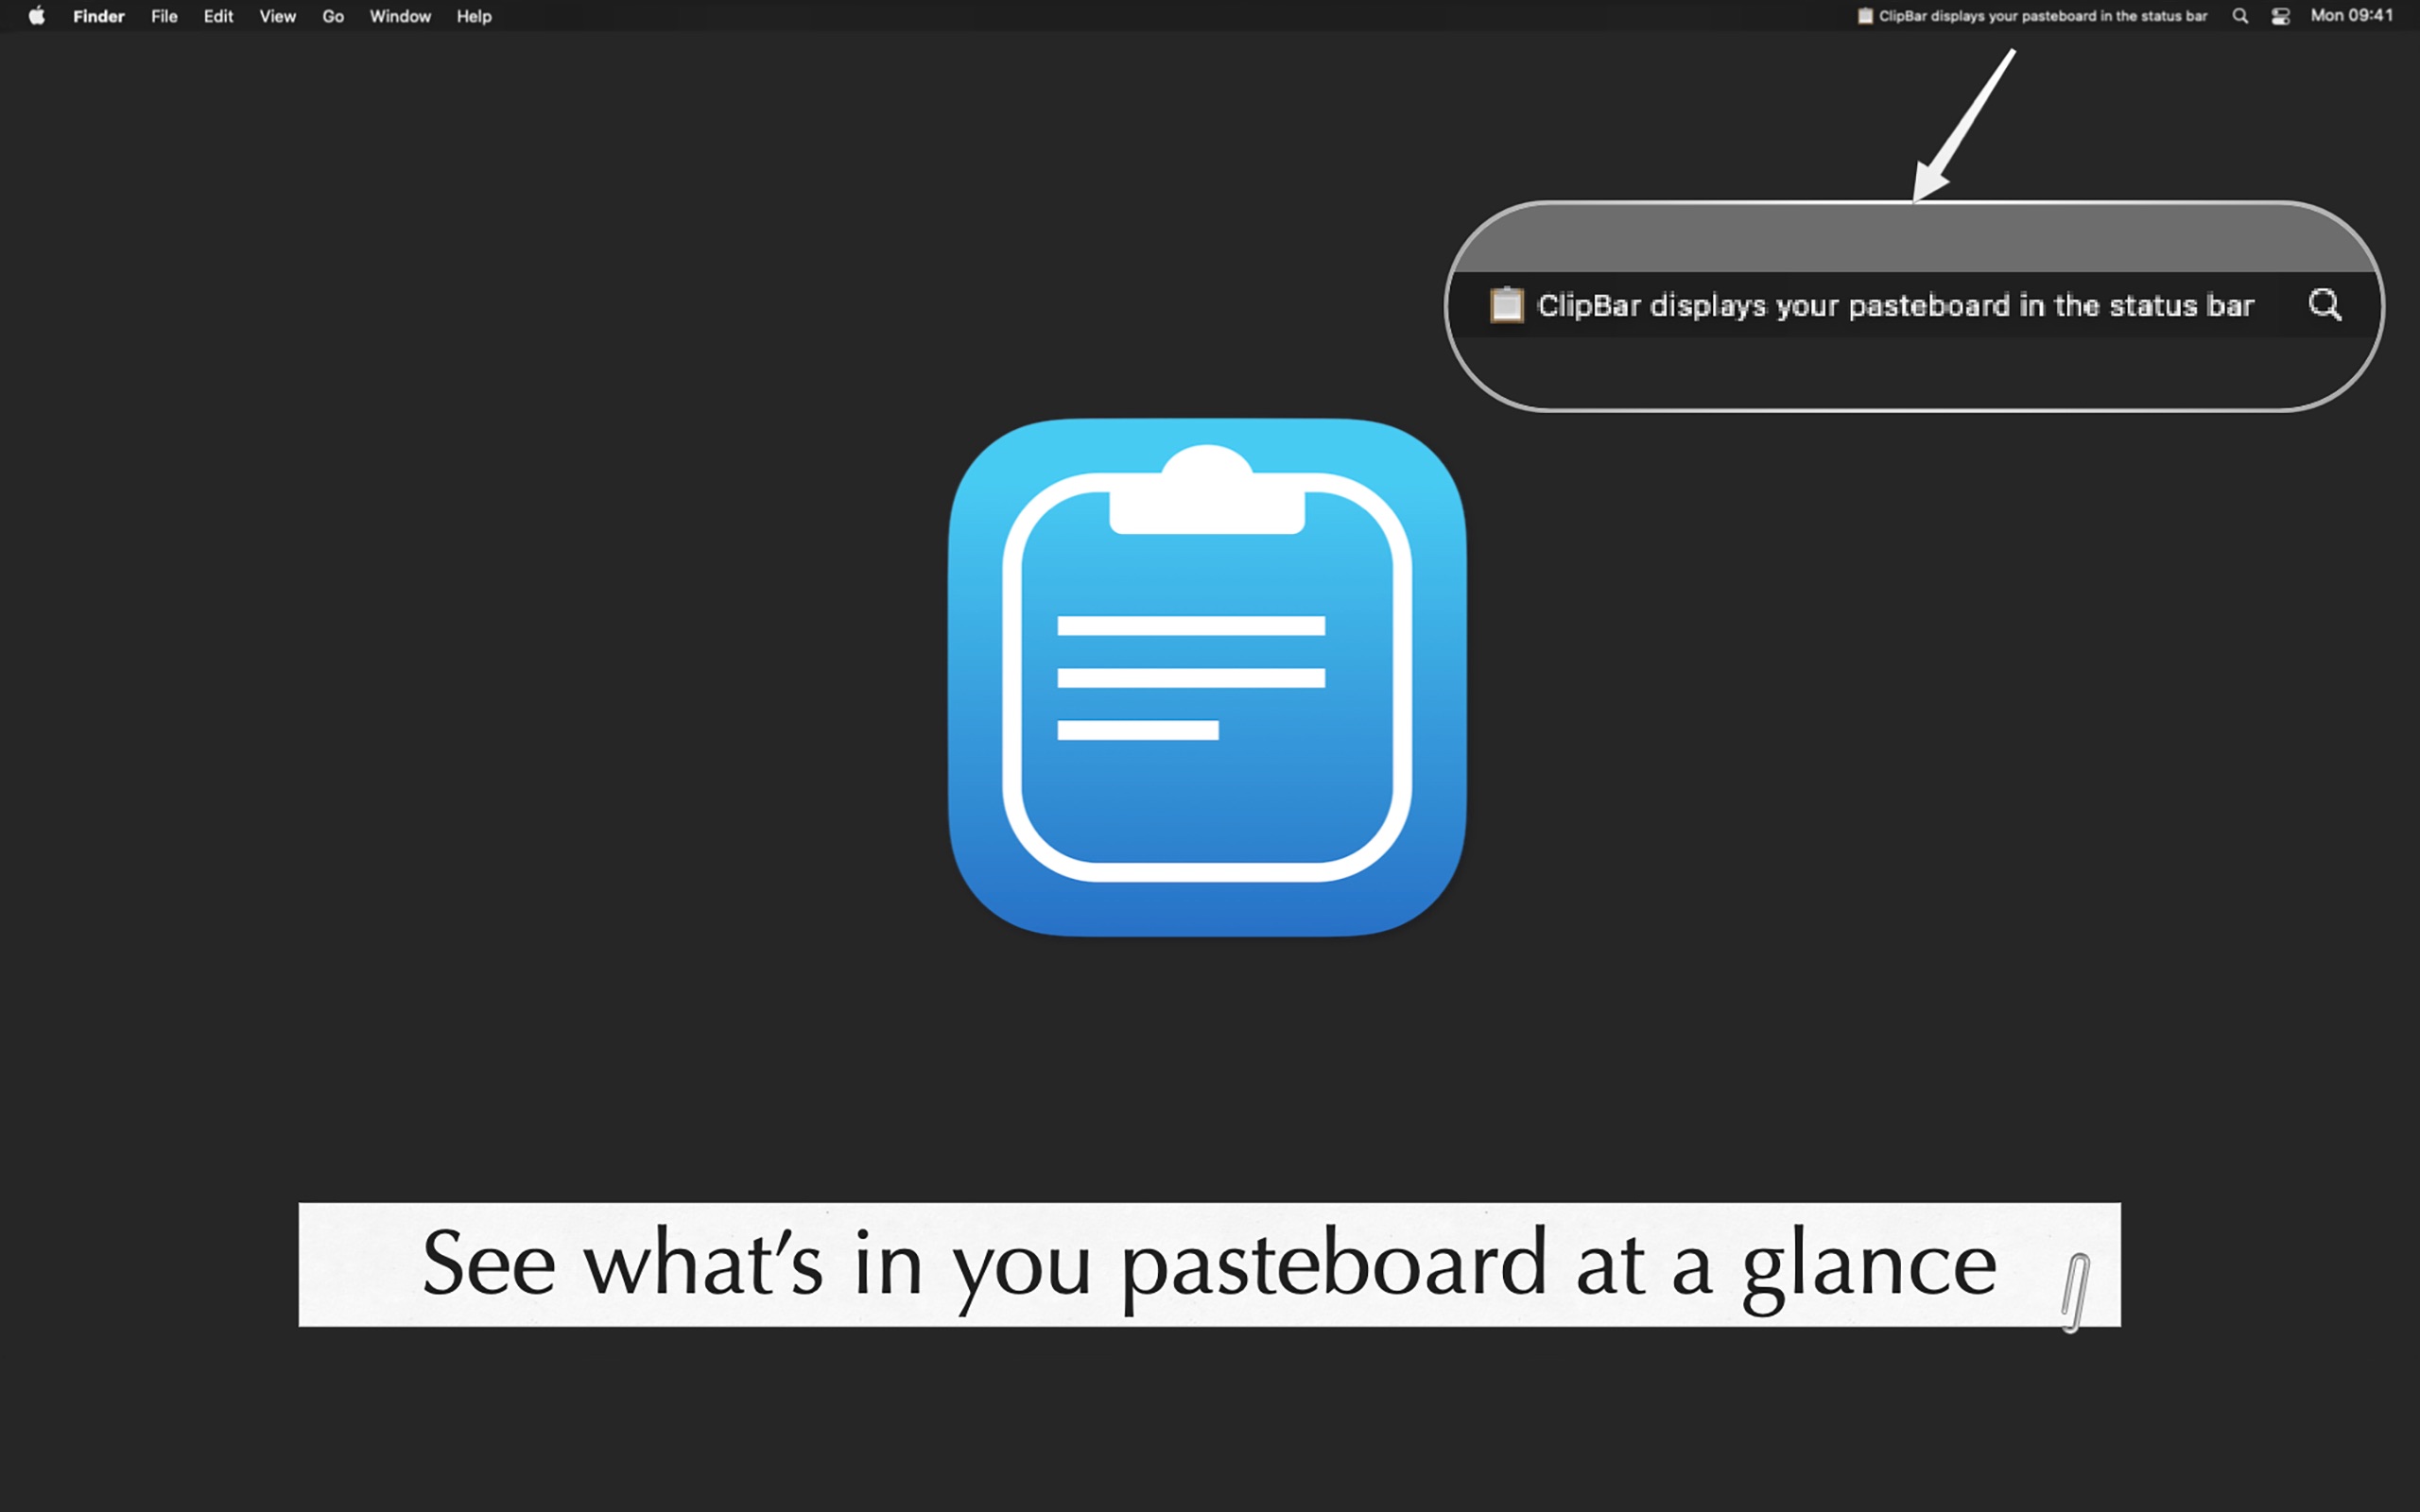 Finder File Edit View Go Window Help ClipBar displays your pasteboard in the status bar Mon 09:41
ClipBar displays your pasteboard in the status bar
See what's in you pasteboard at a glance